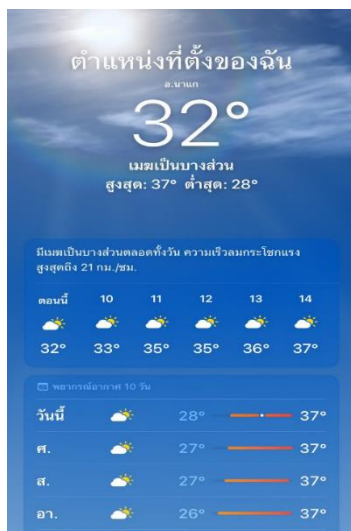 ตำแหน่งที่ตั้งของฉัน
อ.นาแก
32°
เมฆเป็นบางส่วน
สูงสุด: 37° ต่ำสุด: 28°
มีเมฆเป็นบางส่วนตลอดทั้งวัน ความเร็วลมกระโชกแรง
สูงสุดถึง 21 กม./ชม.
ตอนนี้ 10 11 12 13 14
32° 33° 35° 35° 36° 37°
พยากรณ์อากาศ 10 วัน
วันนี้ 28° 37°
ศ. 27° 37°
ส. 27° 37°
อา. 26° 37°